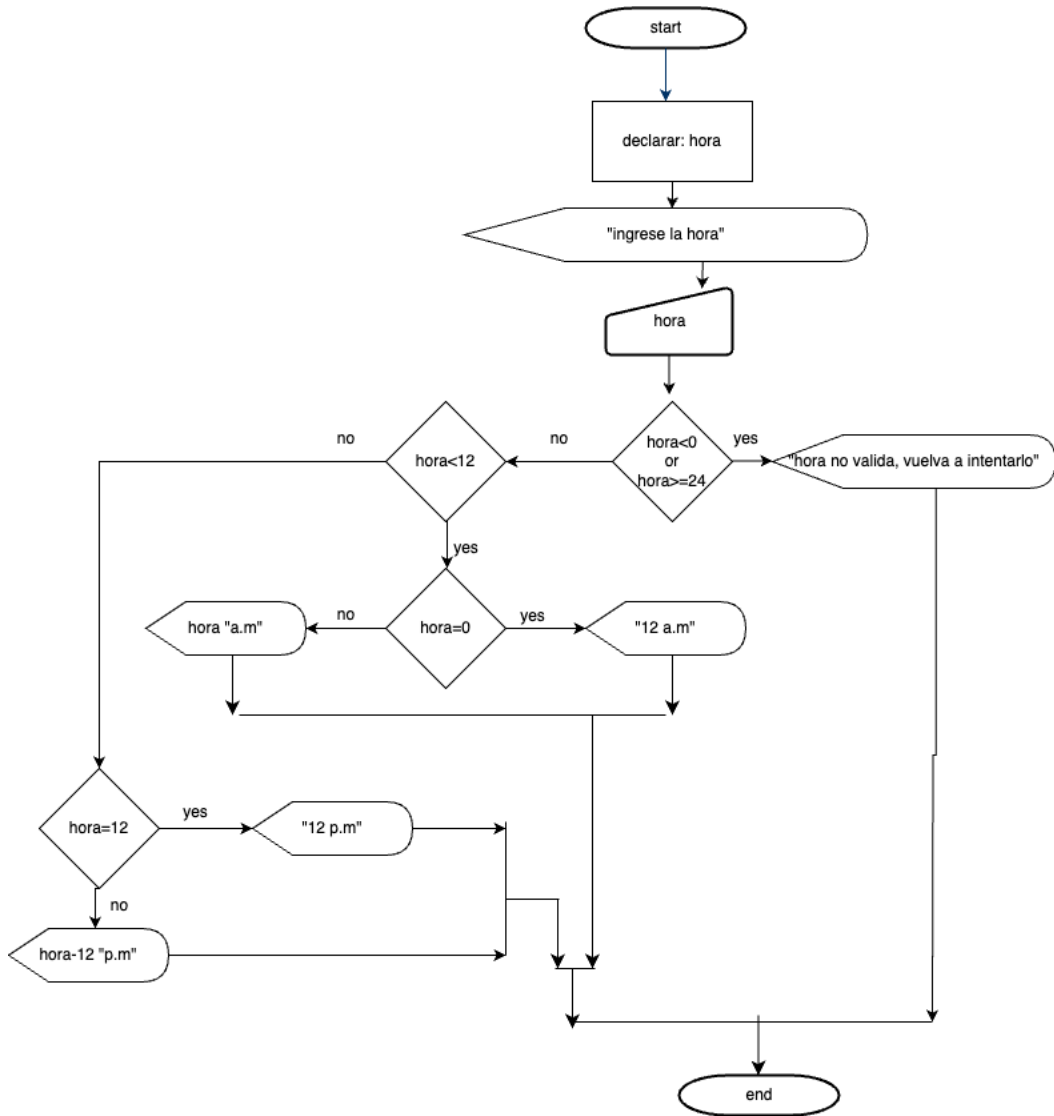 start
declarar: hora
"ingrese la hora"
hora
no
hora<12
no
hora<0
or
hora>=24
yes
"hora no valida, vuelva a intentarlo"
yes
hora "a.m"
no
hora=0
yes
"12 a.m"
hora=12
yes
"12 p.m"
no
hora-12 "p.m"
end